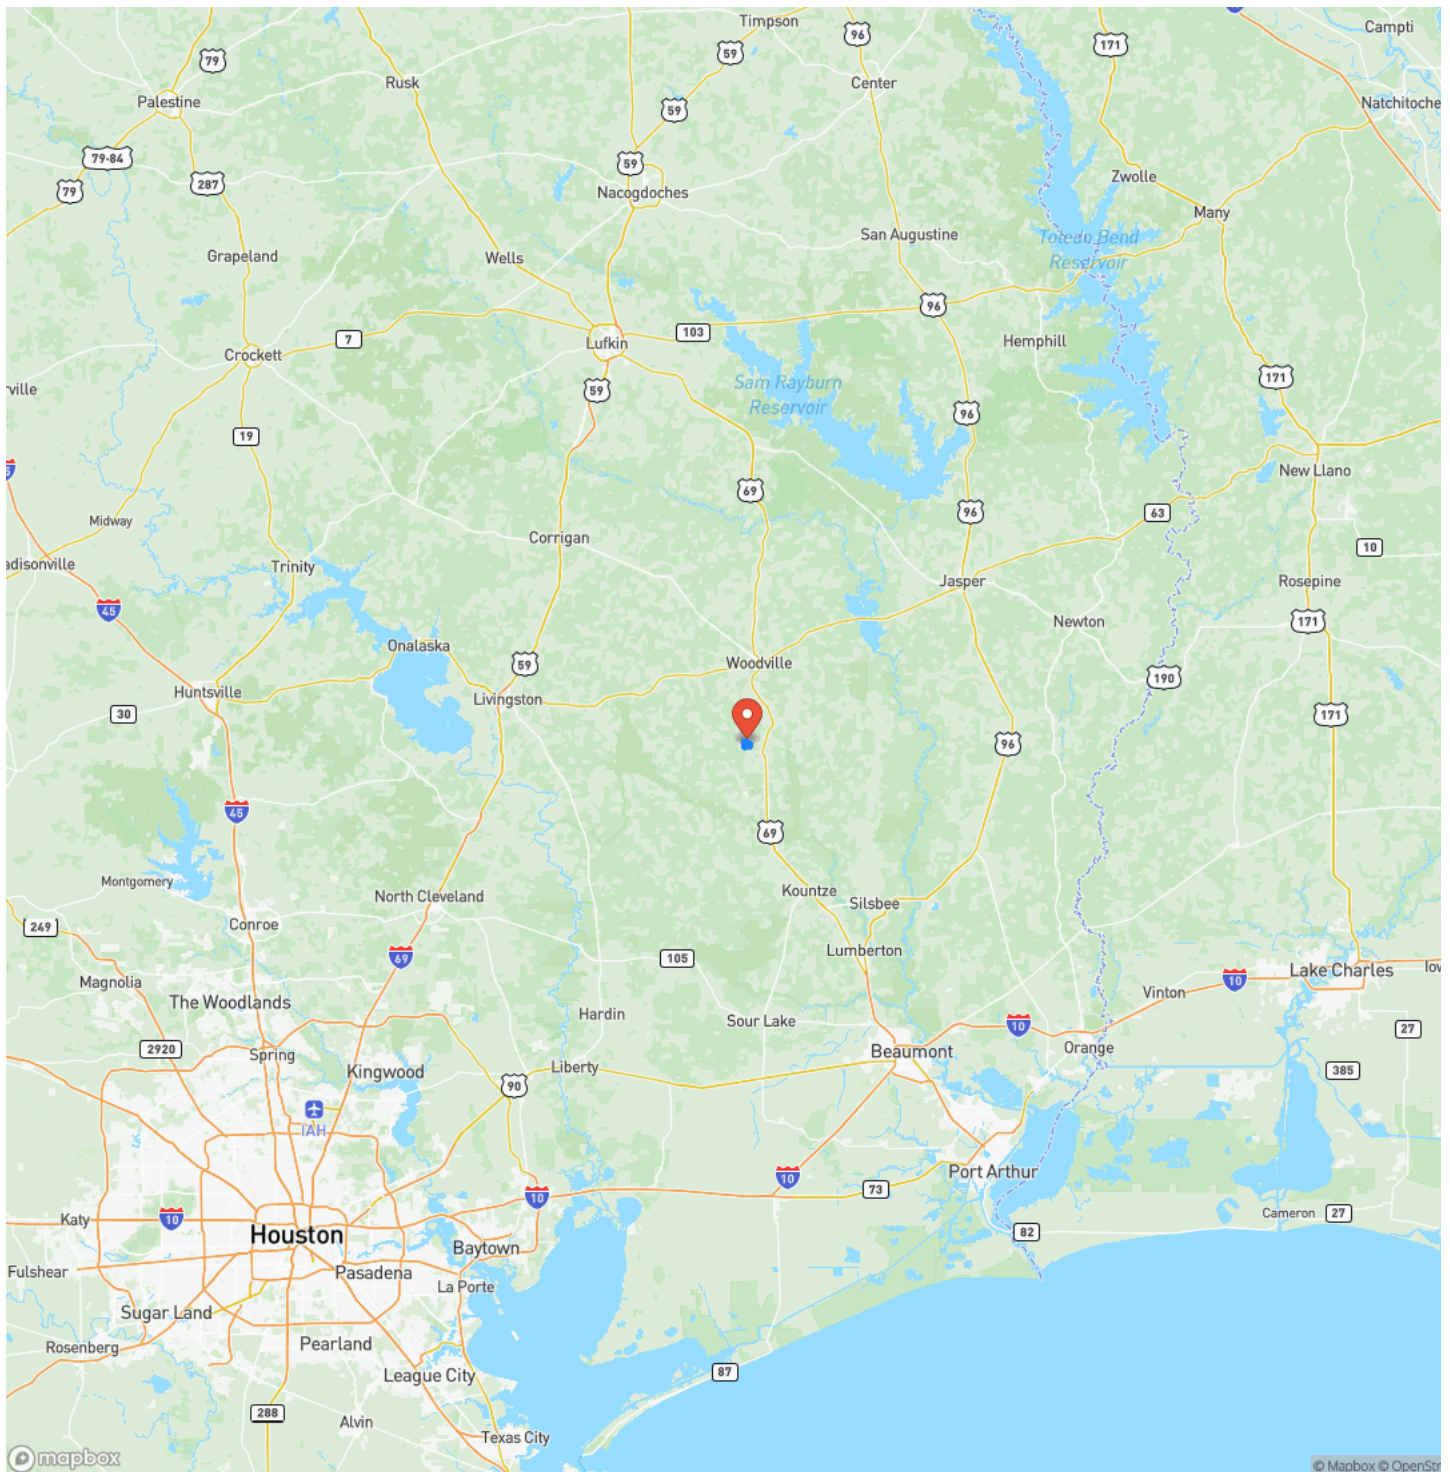 Timpson
Campti
96
171
59
79
Rusk
Center
Palestine
59
Natchitoche
79-84
59
Zwolle
287
79
Nacogdoches
Many
San Augustine
Toledo Bend
Reservoir
Grapeland
Wells
96
7
103
Hemphill
Lufkin
Crockett
171
Sam Rayburn
Reservoir
59
ville
96
19
New Llano
69
96
63
Midway
Corrigan
10
adisonville
Trinity
Jasper
Rosepine
45
Newton
171
Onalaska
59
Woodville
190
Huntsville
Livingston
30
171
96
45
69
Montgomery
North Cleveland
Kountze
Silsbee
249
Conroe
Lumberton
69
105
Lake Charles
Iow
Magnolia
10
Vinton
The Woodlands
Hardin
Sour Lake
10
27
2920
Spring
Beaumont
Orange
Kingwood
Liberty
385
90
IAH
Port Arthur
10
73
10
Katy
10
Cameron
27
Houston
82
Baytown
Fulshear
Pasadena
La Porte
Sugar Land
Rosenberg
Pearland
87
League City
288
Alvin
Texas City
mapbox
© Mapbox © OpenStr